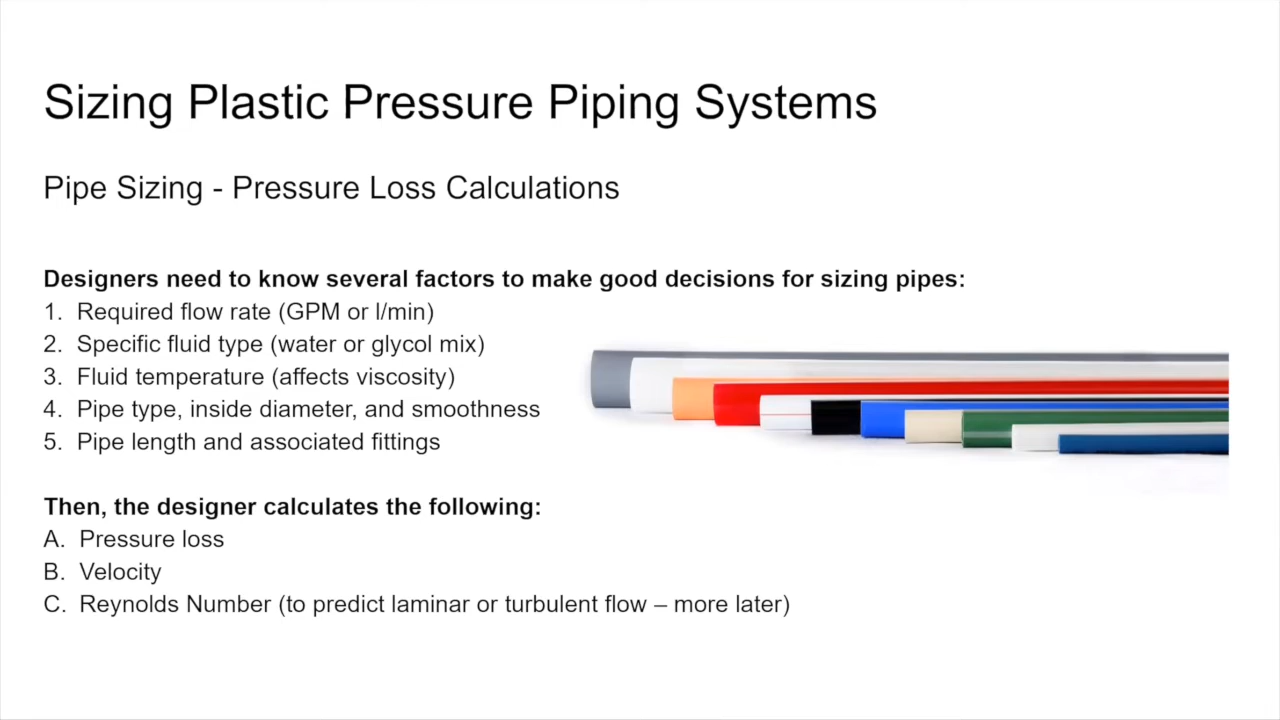 Sizing Plastic Pressure Piping Systems
Pipe Sizing - Pressure Loss Calculations
Designers need to know several factors to make good decisions for sizing pipes:
1. Required flow rate (GPM or l/min)
2. Specific fluid type (water or glycol mix)
3. Fluid temperature (affects viscosity)
4. Pipe type, inside diameter, and smoothness
5. Pipe length and associated fittings
Then, the designer calculates the following:
A. Pressure loss
B. Velocity
C. Reynolds Number (to predict laminar or turbulent flow – more later)